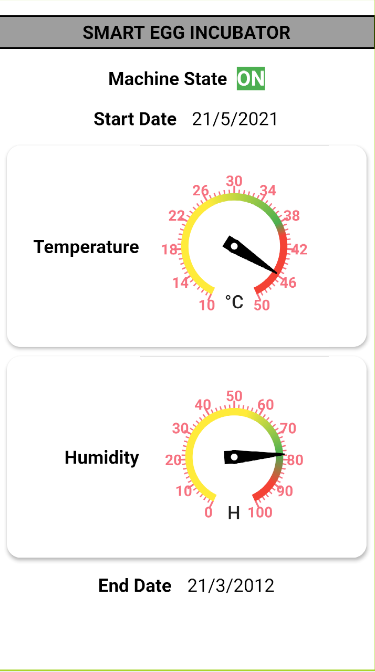 SMART EGG INCUBATOR
Machine State ON
Start Date 21/5/2021
Temperature
10 14 18 22 26 30 34 38 42 46 50
°C
Humidity
0 10 20 30 40 50 60 70 80 90 100
H
End Date 21/3/2012